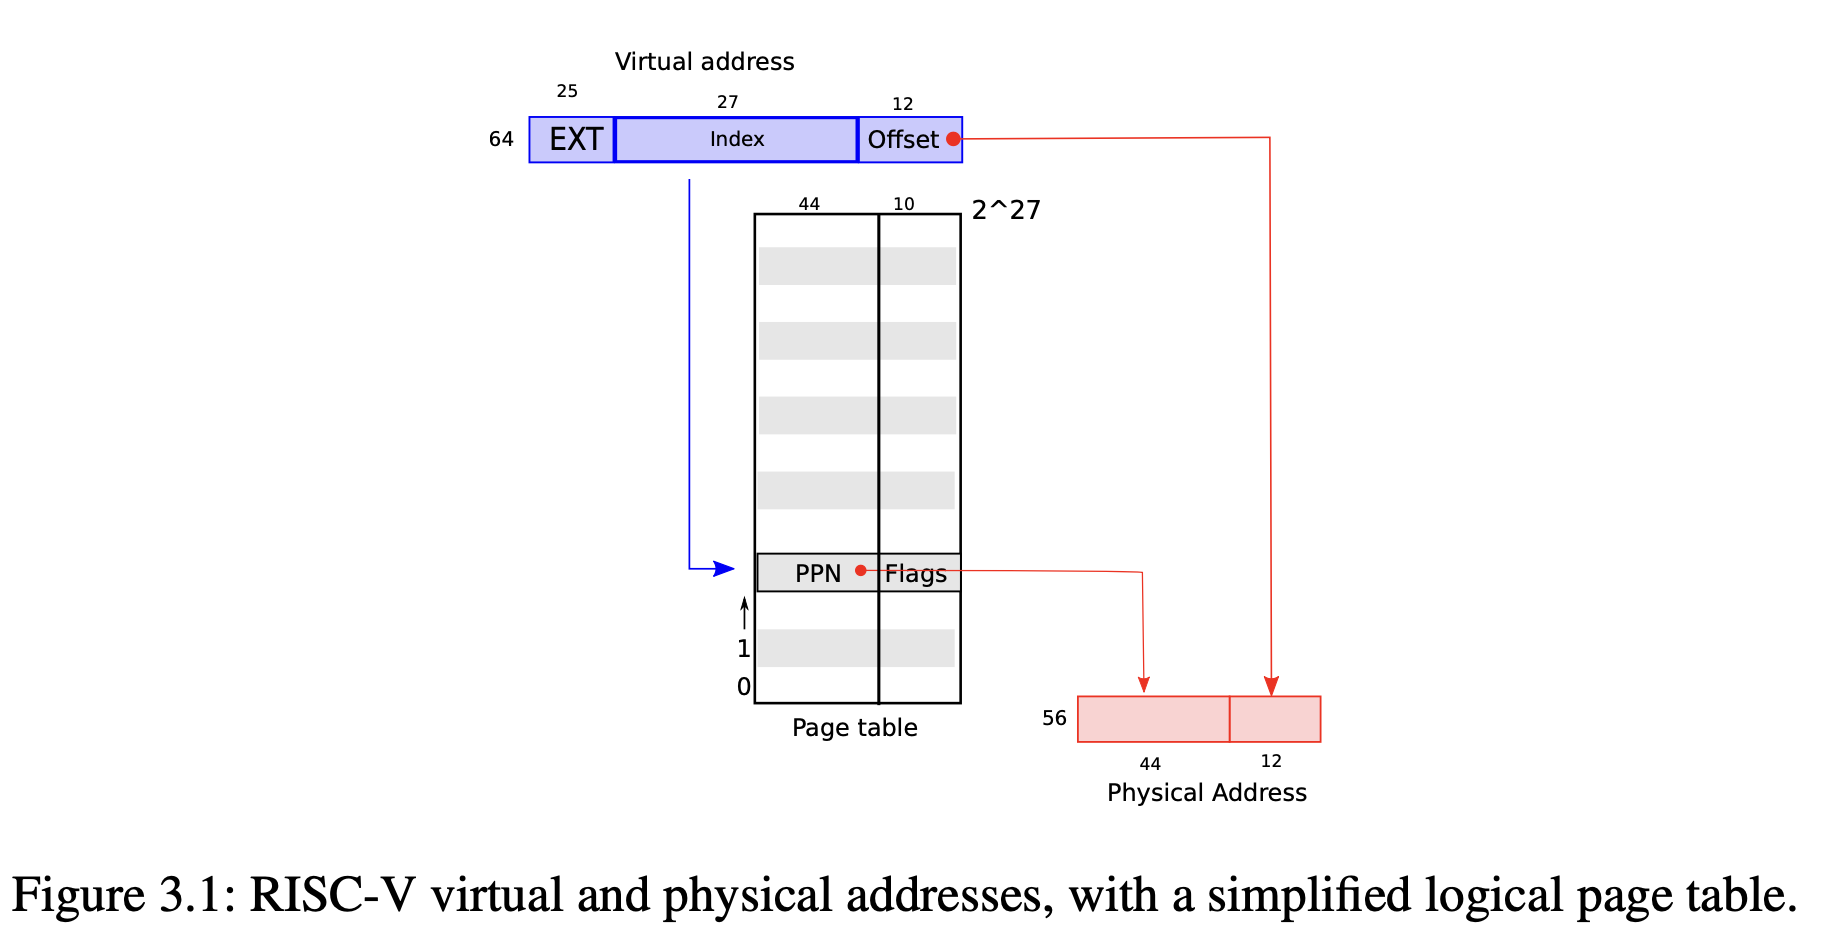 Virtual address
25 27 12
64 EXT Index Offset
44 10 2^27
PPN Flags
1
0
Page table
56
44 12
Physical Address
Figure 3.1: RISC-V virtual and physical addresses, with a simplified logical page table.